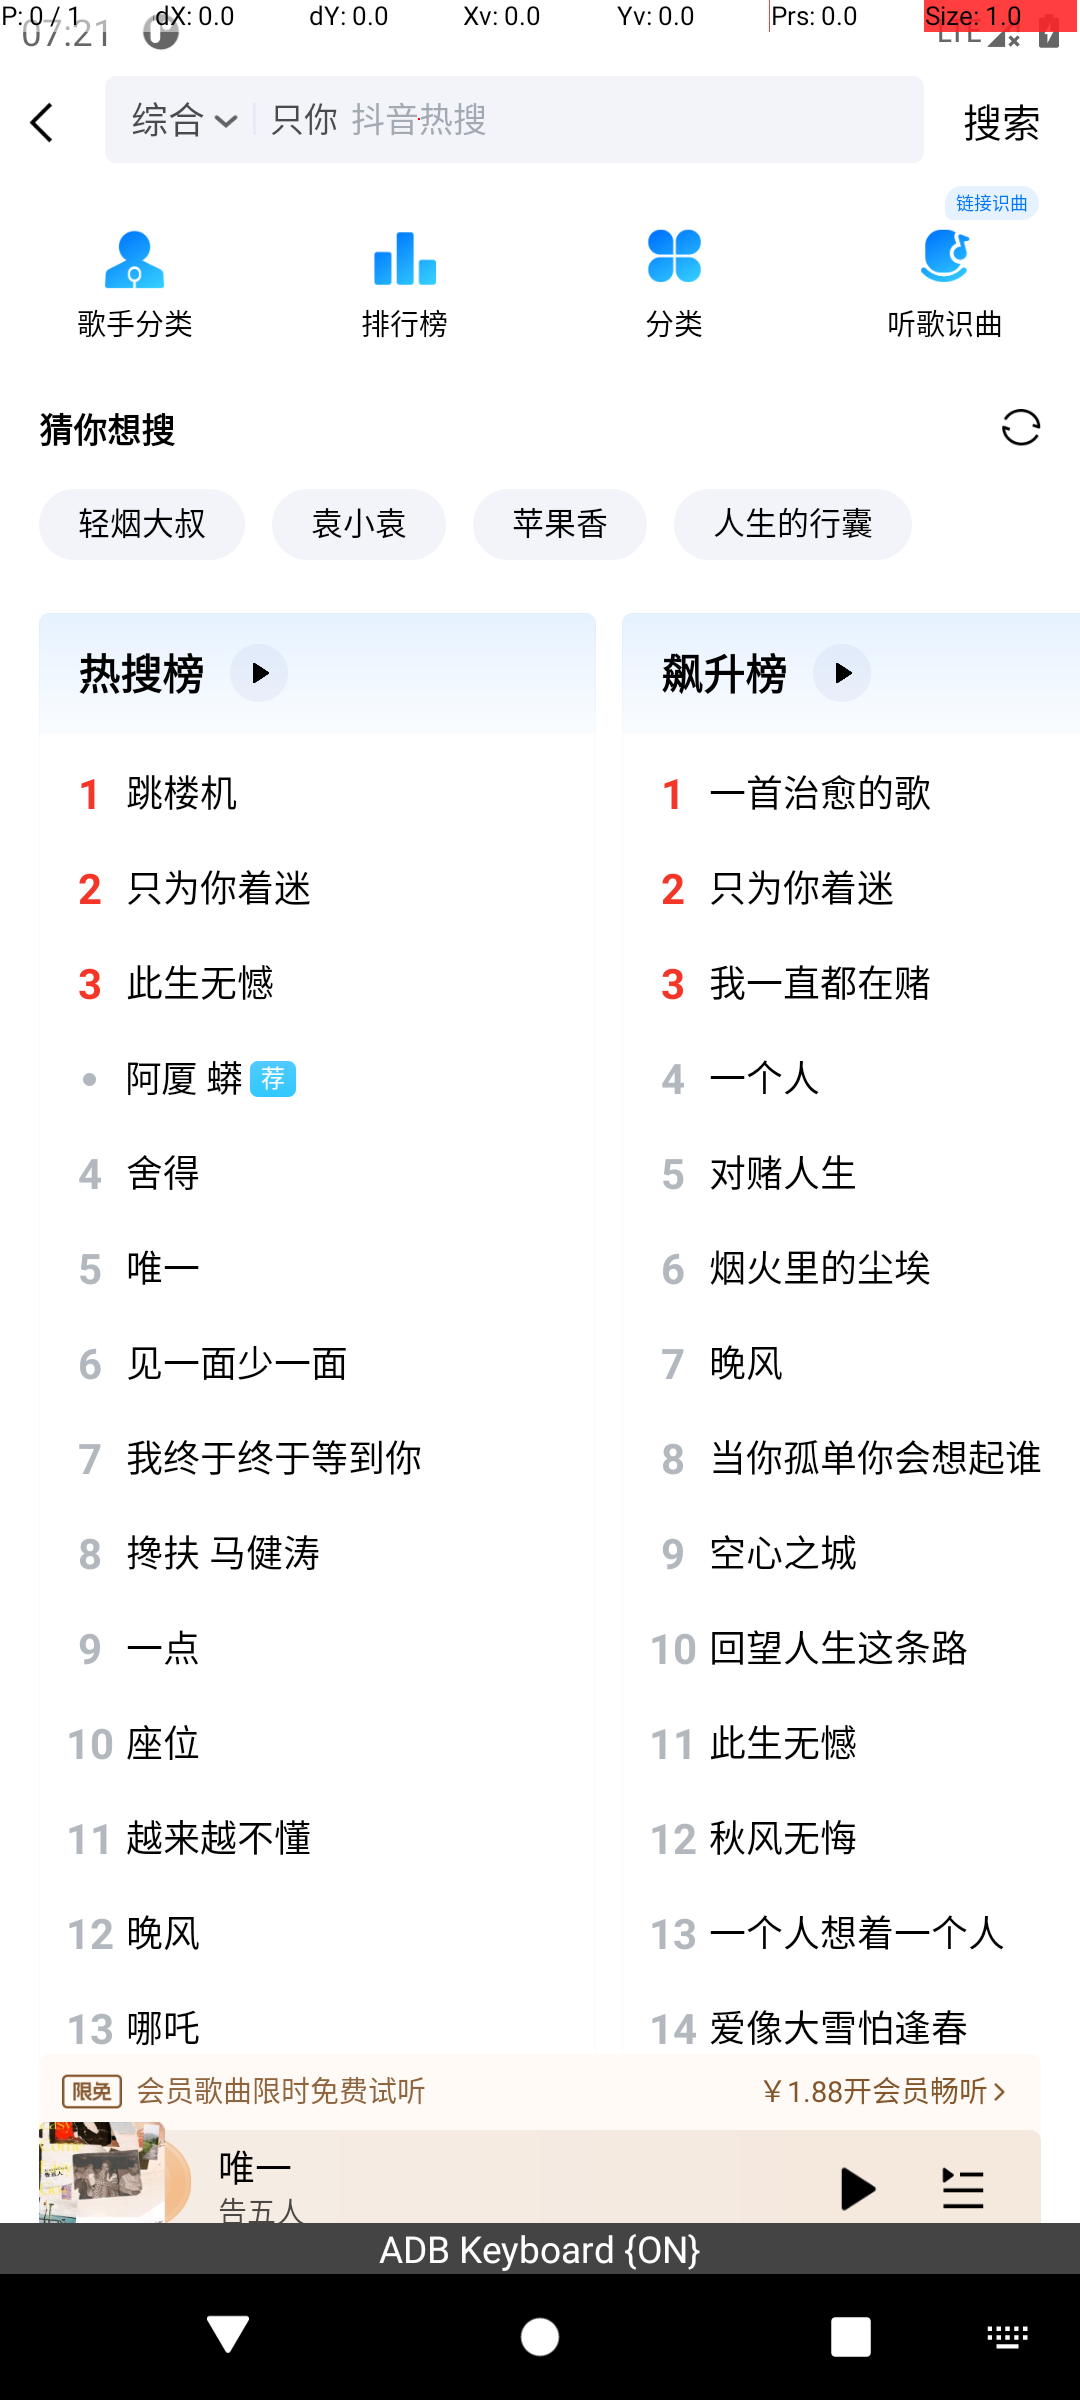 P: 0 / 1 dX: 0.0 dY: 0.0 Xv: 0.0 Yv: 0.0 Prs: 0.0 Size: 1.0
07:21 LTE
综合 只你 抖音热搜 搜索
链接识曲
歌手分类 排行榜 分类 听歌识曲
猜你想搜
轻烟大叔 袁小袁 苹果香 人生的行囊
热搜榜
1 跳楼机
2 只为你着迷
3 此生无憾
阿厦 蟒 荐
4 舍得
5 唯一
6 见一面少一面
7 我终于终于等到你
8 搀扶 马健涛
9 一点
10 座位
11 越来越不懂
12 晚风
13 哪吒
飙升榜
1 一首治愈的歌
2 只为你着迷
3 我一直都在赌
4 一个人
5 对赌人生
6 烟火里的尘埃
7 晚风
8 当你孤单你会想起谁
9 空心之城
10 回望人生这条路
11 此生无憾
12 秋风无悔
13 一个人想着一个人
14 爱像大雪怕逢春
限免 会员歌曲限时免费试听 ￥1.88开会员畅听
唯一
告五人
ADB Keyboard {ON}